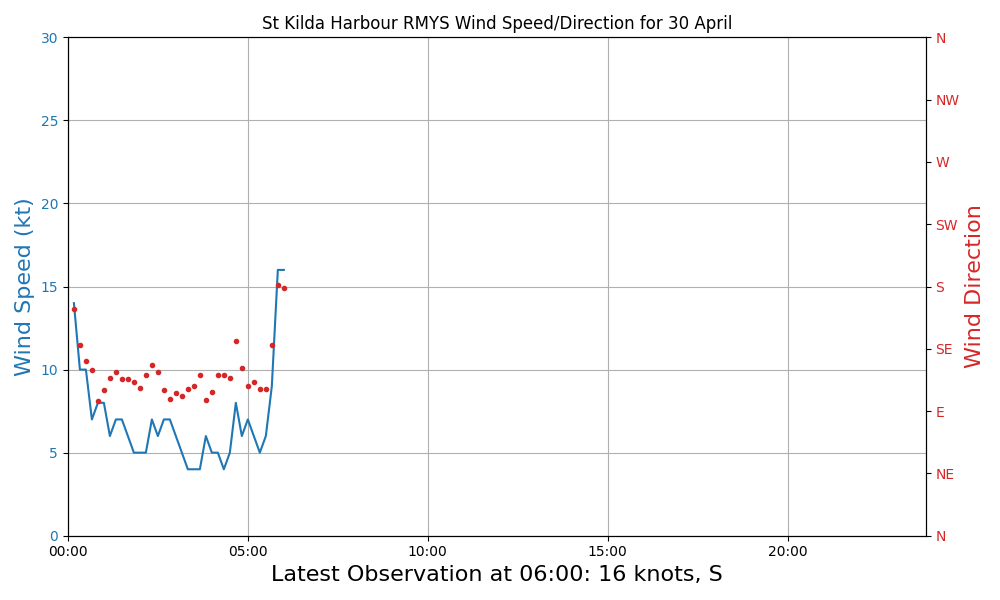 St Kilda Harbour RMYS Wind Speed/Direction for 30 April
30
25
20
15
10
5
0
Wind Speed (kt)
N
NW
W
SW
S
SE
E
NE
N
Wind Direction
00:00
05:00
10:00
15:00
20:00
Latest Observation at 06:00: 16 knots, S